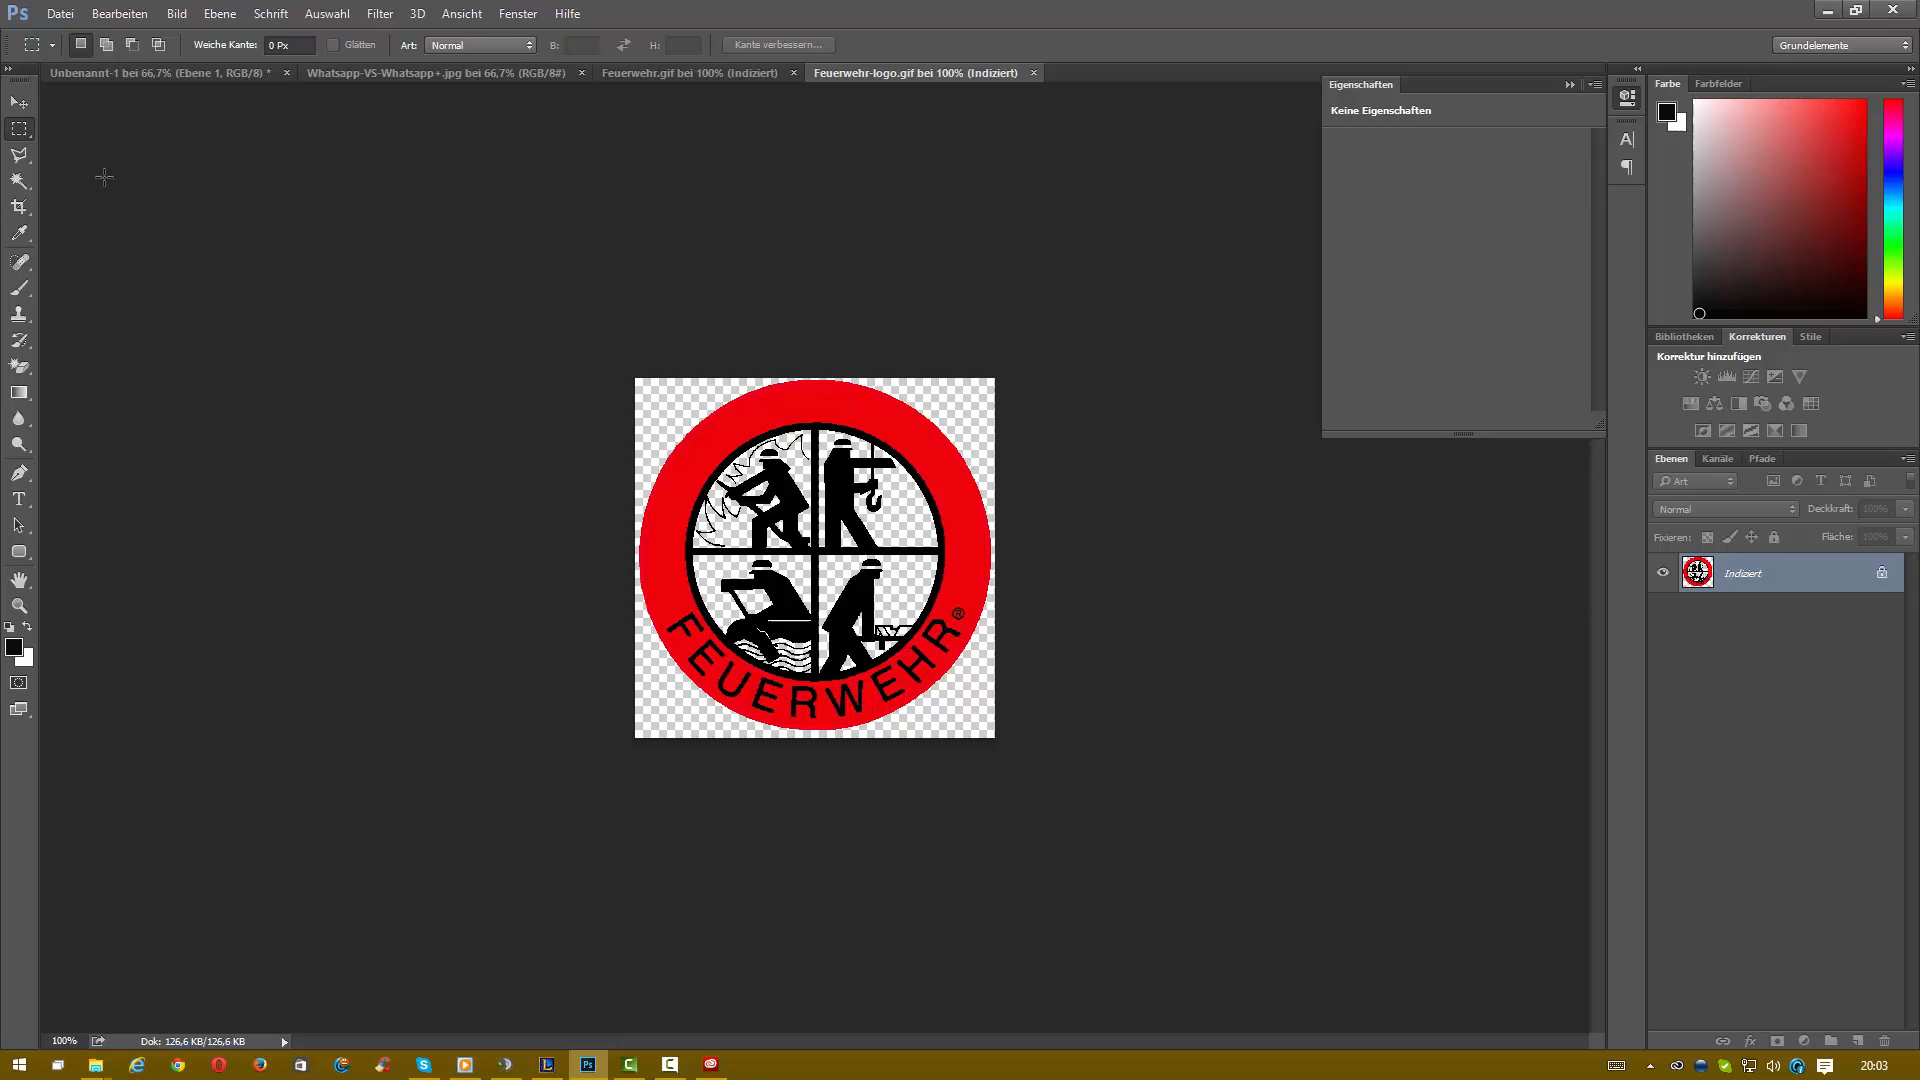 Ps Datei Bearbeiten Bild Ebene Schrift Auswahl Filter 3D Ansicht Fenster Hilfe
Weiche Kante: 0 Px Glätten Art: Normal B: H: Kante verbessern... Grundelemente
Unbenannt-1 bei 66,7% (Ebene 1, RGB/8) * × Whatsapp-VS-Whatsapp+.jpg bei 66,7% (RGB/8#) × Feuerwehr.gif bei 100% (Indiziert) × Feuerwehr-logo.gif bei 100% (Indiziert) ×
Eigenschaften
Keine Eigenschaften
Farbe Farbfelder
Bibliotheken Korrekturen Stile
Korrektur hinzufügen
Ebenen Kanäle Pfade
Art
Normal Deckkraft: 100%
Fixieren: Fläche: 100%
Indiziert
FEUERWEHR®
100% Dok: 126,6 KB/126,6 KB
20:03